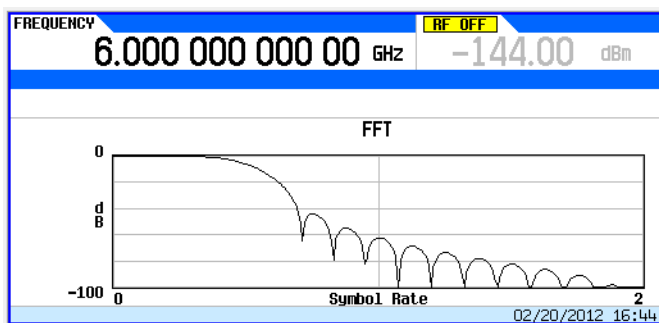 FREQUENCY
6.000 000 000 00 GHz
RF OFF
-144.00 dBm
FFT
0
dB
-100
0
Symbol Rate
2
02/20/2012 16:44